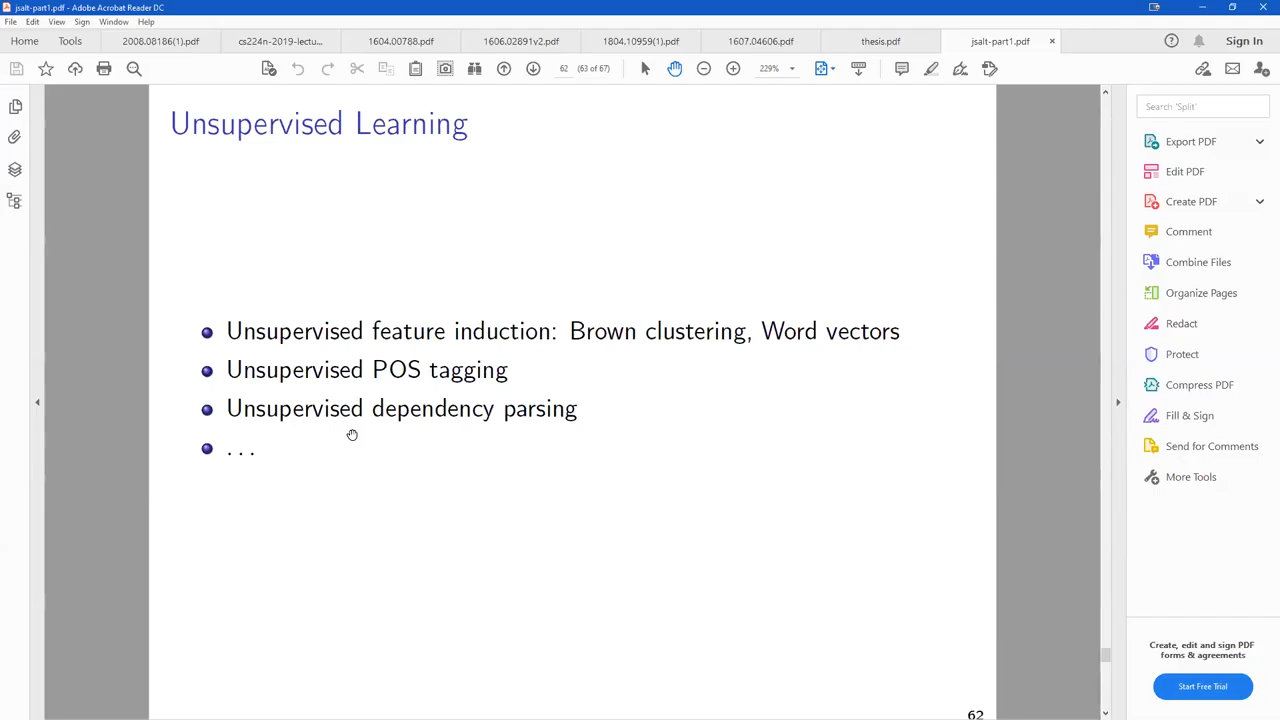 jsalt-part1.pdf - Adobe Acrobat Reader DC
File Edit View Sign Window Help
Home Tools 2008.08186(1).pdf cs224n-2019-lectu... 1604.00788.pdf 1606.02891v2.pdf 1804.10959(1).pdf 1607.04606.pdf thesis.pdf jsalt-part1.pdf × Sign In
62 (63 of 67) 229%
Search 'Split'
Export PDF
Edit PDF
Create PDF
Comment
Combine Files
Organize Pages
Redact
Protect
Compress PDF
Fill & Sign
Send for Comments
More Tools
Create, edit and sign PDF
forms & agreements
Start Free Trial
Unsupervised Learning
Unsupervised feature induction: Brown clustering, Word vectors
Unsupervised POS tagging
Unsupervised dependency parsing
. . .
62